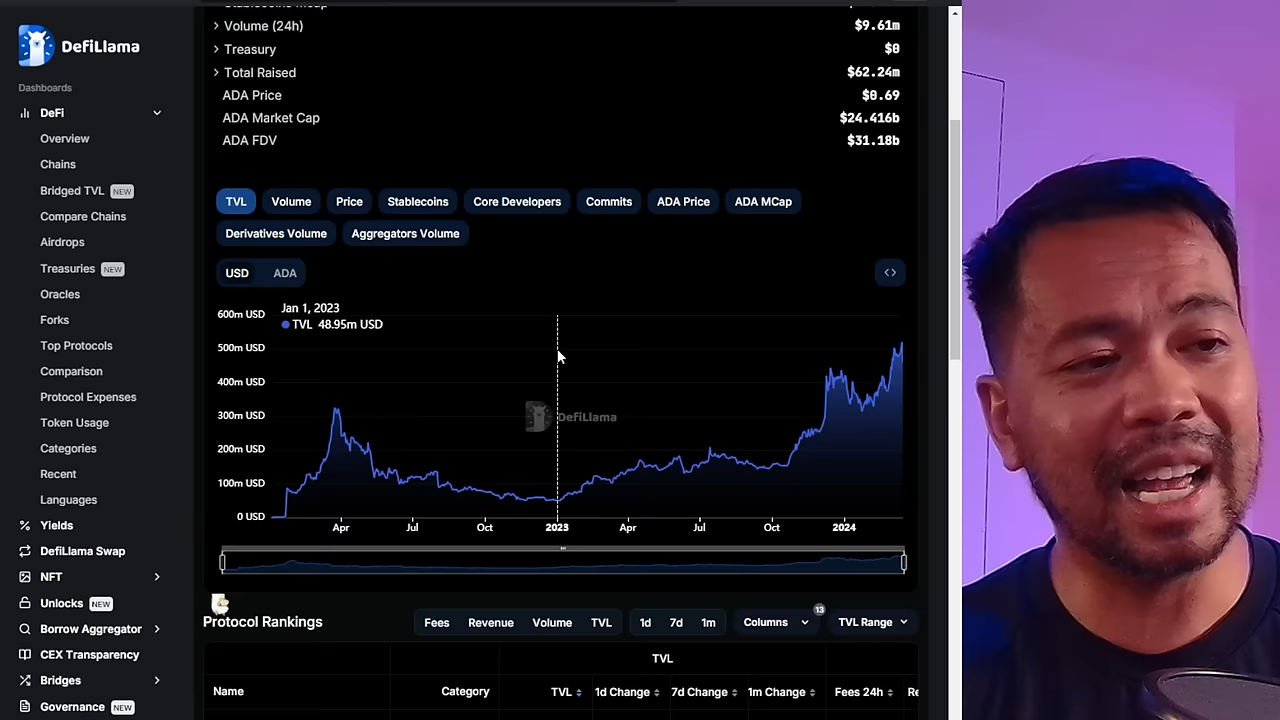 DefiLlama
Dashboards
DeFi
Overview
Chains
Bridged TVL NEW
Compare Chains
Airdrops
Treasuries NEW
Oracles
Forks
Top Protocols
Comparison
Protocol Expenses
Token Usage
Categories
Recent
Languages
Yields
DefiLlama Swap
NFT
Unlocks NEW
Borrow Aggregator
CEX Transparency
Bridges
Governance NEW
Volume (24h) $9.61m
Treasury $0
Total Raised $62.24m
ADA Price $0.69
ADA Market Cap $24.416b
ADA FDV $31.18b
TVL Volume Price Stablecoins Core Developers Commits ADA Price ADA MCap
Derivatives Volume Aggregators Volume
USD ADA
Jan 1, 2023
TVL 48.95m USD
600m USD
500m USD
400m USD
300m USD
200m USD
100m USD
0 USD
DefiLlama
Apr Jul Oct 2023 Apr Jul Oct 2024
Protocol Rankings Fees Revenue Volume TVL 1d 7d 1m Columns 13 TVL Range
TVL
Name Category TVL 1d Change 7d Change 1m Change Fees 24h Re